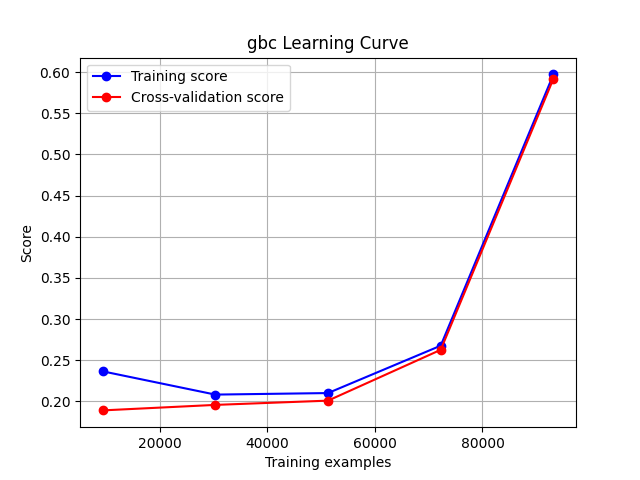 gbc Learning Curve
Training score
Cross-validation score
0.60
0.55
0.50
0.45
0.40
0.35
0.30
0.25
0.20
Score
20000 40000 60000 80000
Training examples